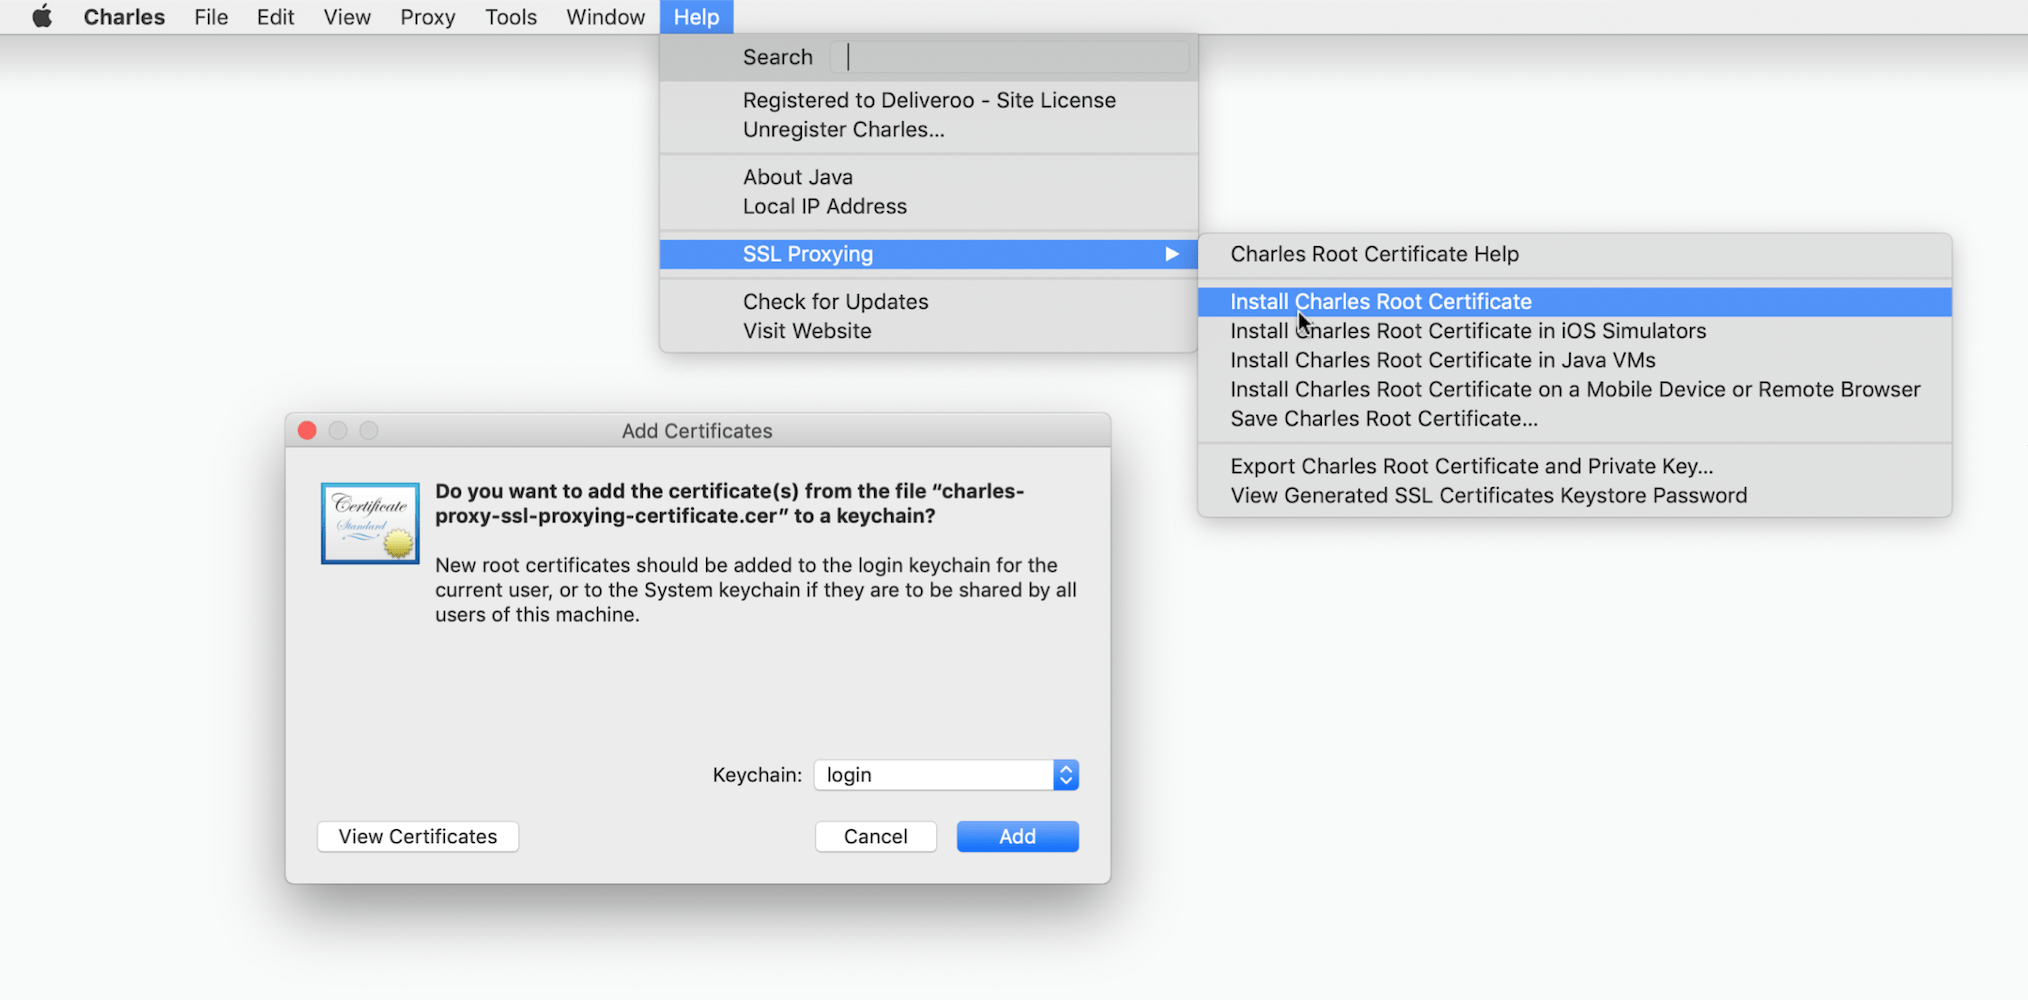 Charles File Edit View Proxy Tools Window Help
Search
Registered to Deliveroo - Site License
Unregister Charles...
About Java
Local IP Address
SSL Proxying
Check for Updates
Visit Website
Charles Root Certificate Help
Install Charles Root Certificate
Install Charles Root Certificate in iOS Simulators
Install Charles Root Certificate in Java VMs
Install Charles Root Certificate on a Mobile Device or Remote Browser
Save Charles Root Certificate...
Export Charles Root Certificate and Private Key...
View Generated SSL Certificates Keystore Password
Add Certificates
Certificate
Standard
Do you want to add the certificate(s) from the file “charles-
proxy-ssl-proxying-certificate.cer” to a keychain?
New root certificates should be added to the login keychain for the
current user, or to the System keychain if they are to be shared by all
users of this machine.
Keychain: login
View Certificates Cancel Add